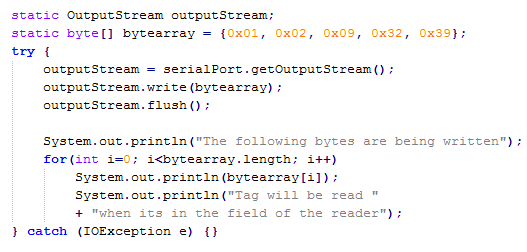 static OutputStream outputStream;
static byte[] bytearray = {0x01, 0x02, 0x09, 0x32, 0x39};
try {
    outputStream = serialPort.getOutputStream();
    outputStream.write(bytearray);
    outputStream.flush();

    System.out.println("The following bytes are being written");
    for(int i=0; i<bytearray.length; i++)
        System.out.println(bytearray[i]);
        System.out.println("Tag will be read "
        + "when its in the field of the reader");
} catch (IOException e) {}